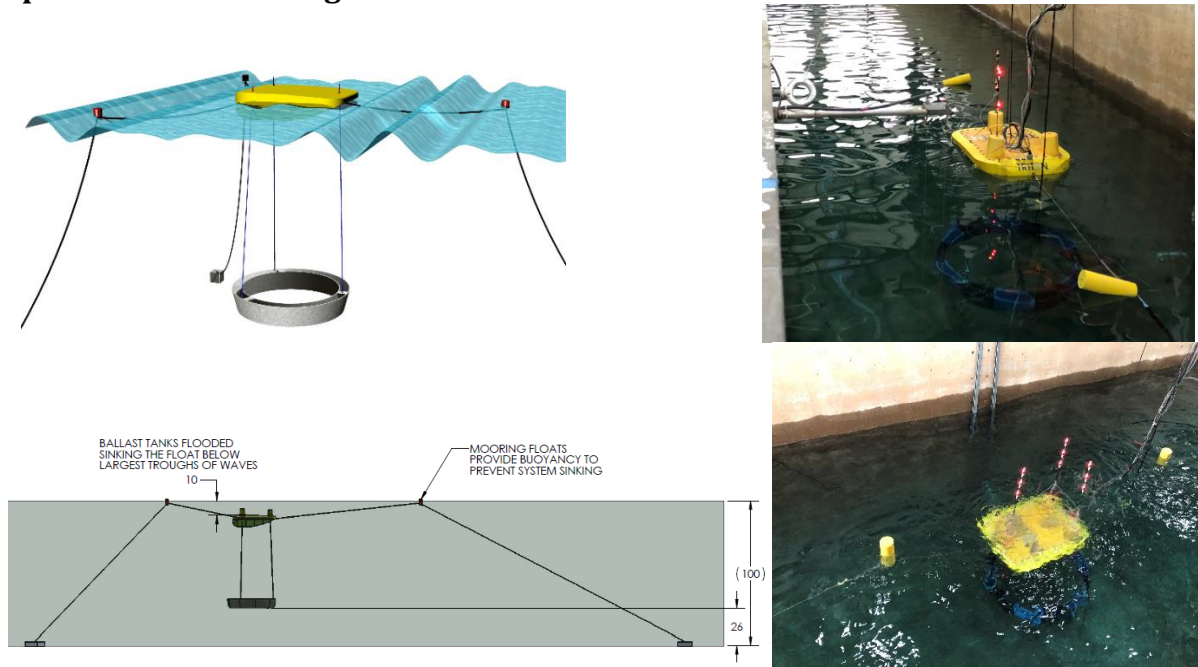 BALLAST TANKS FLOODED
SINKING THE FLOAT BELOW
LARGEST TROUGHS OF WAVES
10
MOORING FLOATS
PROVIDE BUOYANCY TO
PREVENT SYSTEM SINKING
(100)
26